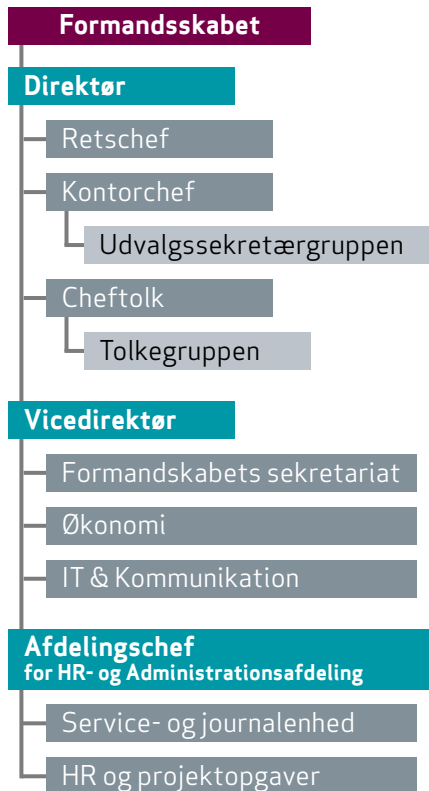 Formandsskabet
Direktør
Retschef
Kontorchef
Udvalgssekretærgruppen
Cheftolk
Tolkegruppen
Vicedirektør
Formandskabets sekretariat
Økonomi
IT & Kommunikation
Afdelingschef
for HR- og Administrationsafdeling
Service- og journalenhed
HR og projektopgaver